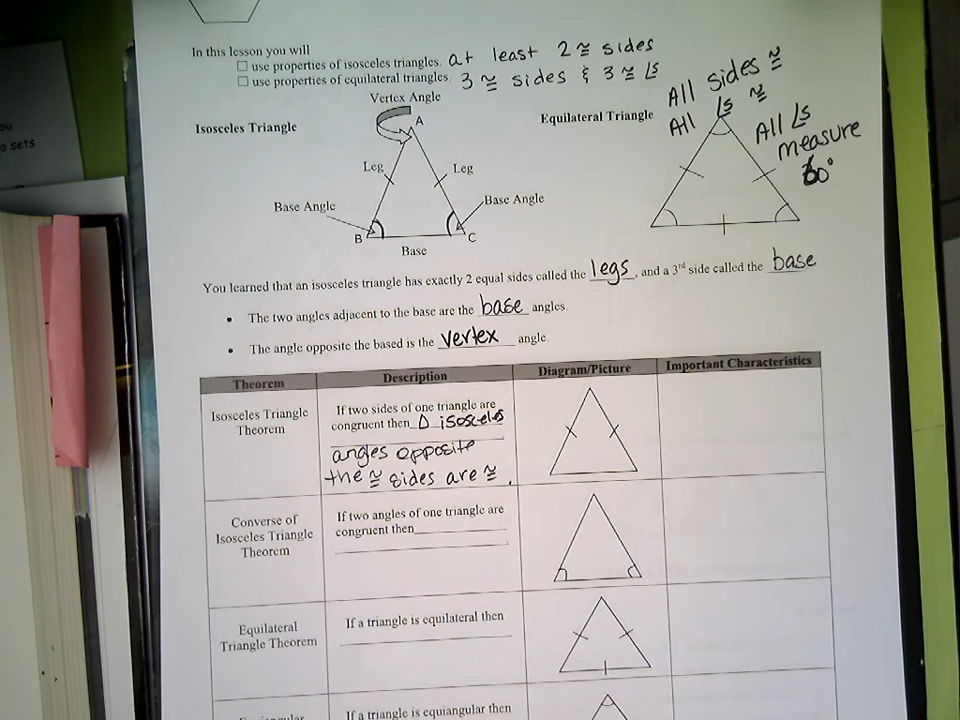 In this lesson you will
☐ use properties of isosceles triangles. at least 2 ≅ sides
☐ use properties of equilateral triangles. 3 ≅ sides & 3 ≅ ∠s
Isosceles Triangle
Vertex Angle
A
Leg
Leg
Base Angle
Base Angle
B
C
Base
Equilateral Triangle
All sides ≅
All ∠s ≅
All ∠s
measure
60°
You learned that an isosceles triangle has exactly 2 equal sides called the legs, and a 3rd side called the base
• The two angles adjacent to the base are the base angles.
• The angle opposite the based is the vertex angle.
Theorem Description Diagram/Picture Important Characteristics
Isosceles Triangle
Theorem
If two sides of one triangle are
congruent then △ isosceles
angles opposite
the ≅ sides are ≅.
Converse of
Isosceles Triangle
Theorem
If two angles of one triangle are
congruent then
Equilateral
Triangle Theorem
If a triangle is equilateral then
If a triangle is equiangular then
o sets